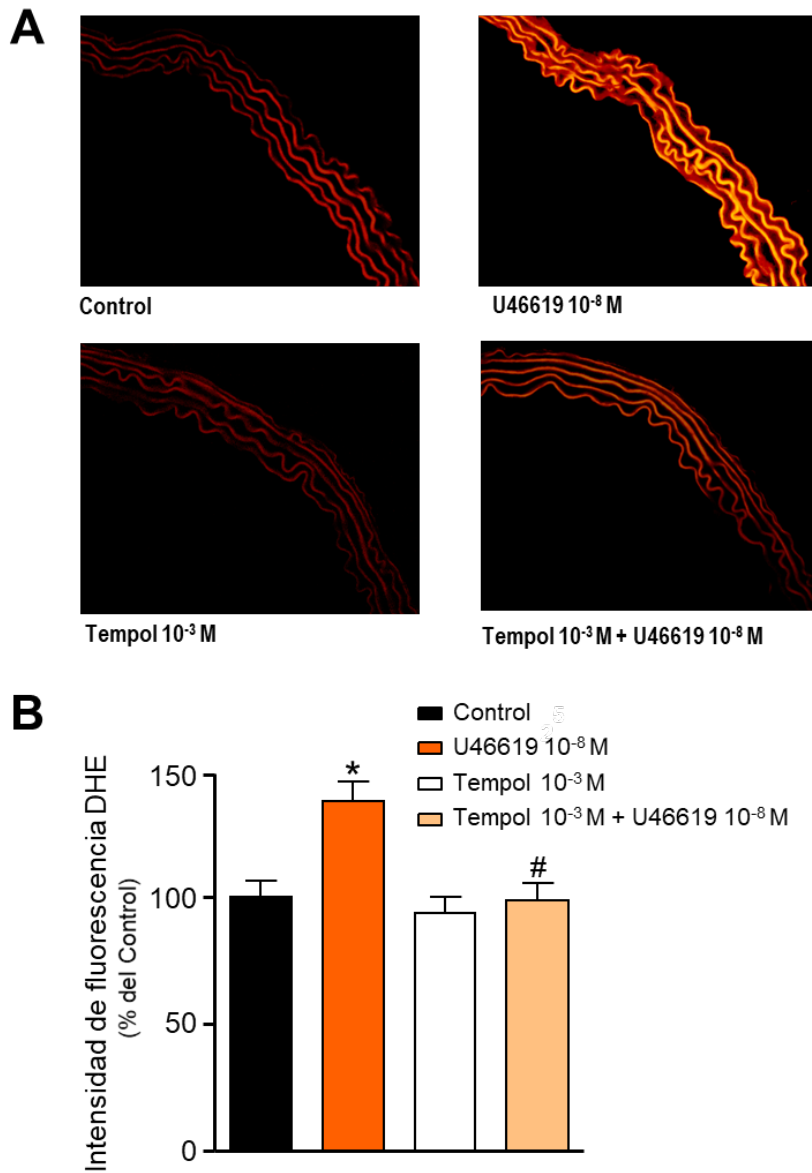 A
Control
U46619 10⁻⁸ M
Tempol 10⁻³ M
Tempol 10⁻³ M + U46619 10⁻⁸ M
B
Control
U46619 10⁻⁸ M
Tempol 10⁻³ M
Tempol 10⁻³ M + U46619 10⁻⁸ M
Intensidad de fluorescencia DHE
(% del Control)
150
100
50
0
*
#